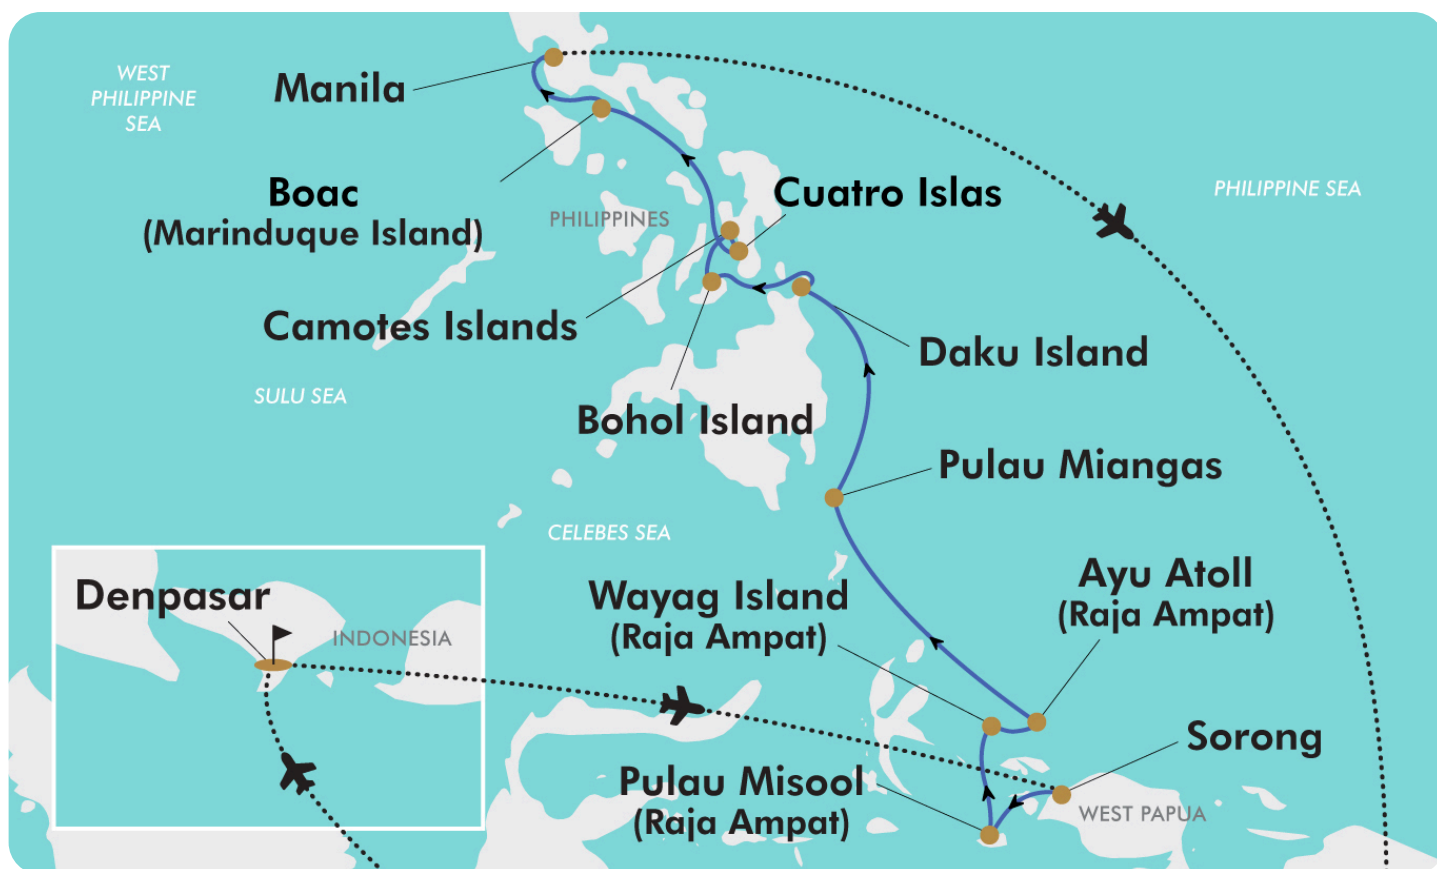 WEST
PHILIPPINE
SEA
Manila
Boac
(Marinduque Island)
PHILIPPINES
Cuatro Islas
PHILIPPINE SEA
Camotes Islands
Daku Island
SULU SEA
Bohol Island
Pulau Miangas
CELEBES SEA
Denpasar
INDONESIA
Wayag Island
(Raja Ampat)
Ayu Atoll
(Raja Ampat)
Sorong
Pulau Misool
(Raja Ampat)
WEST PAPUA